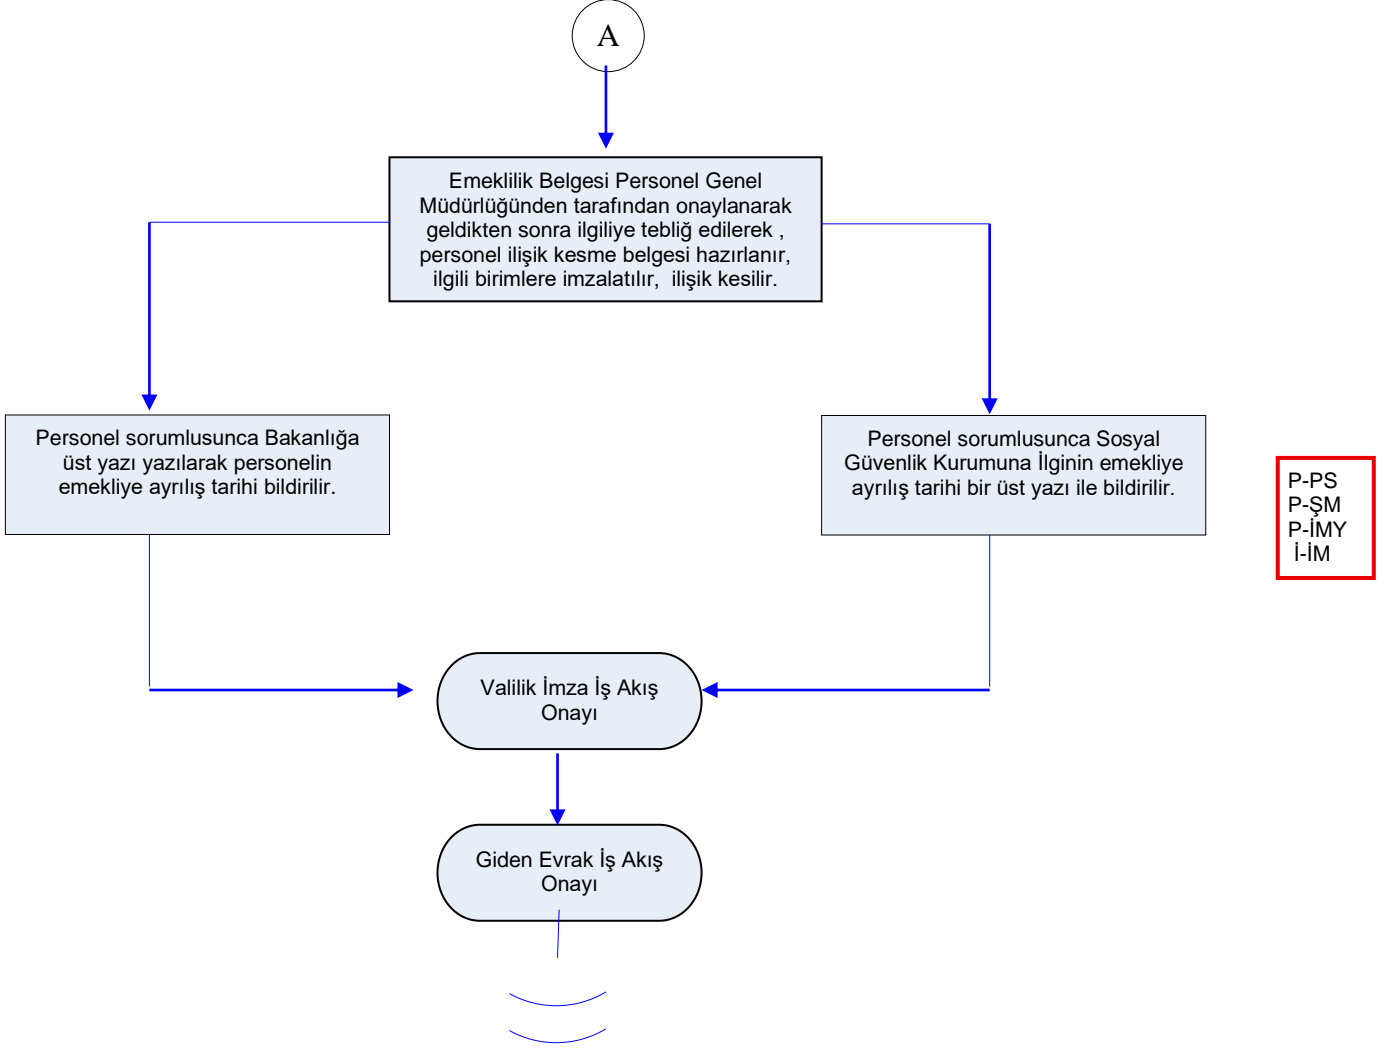 A
Emeklilik Belgesi Personel Genel
Müdürlüğünden tarafından onaylanarak
geldikten sonra ilgiliye tebliğ edilerek ,
personel ilişik kesme belgesi hazırlanır,
ilgili birimlere imzalatılır, ilişik kesilir.
Personel sorumlusunca Bakanlığa
üst yazı yazılarak personelin
emekliye ayrılış tarihi bildirilir.
Personel sorumlusunca Sosyal
Güvenlik Kurumuna İlginin emekliye
ayrılış tarihi bir üst yazı ile bildirilir.
P-PS
P-ŞM
P-İMY
İ-İM
Valilik İmza İş Akış
Onayı
Giden Evrak İş Akış
Onayı